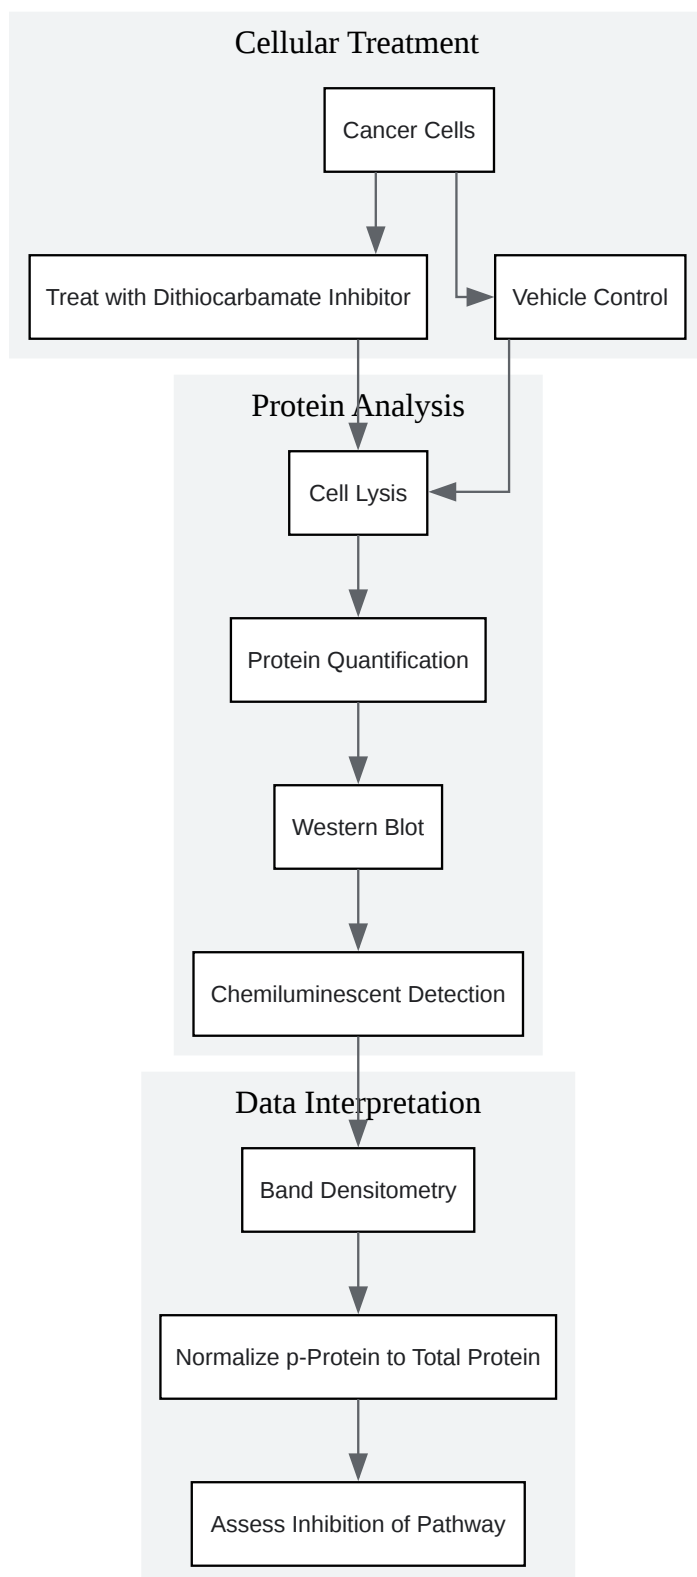 Cellular Treatment
Cancer Cells
Treat with Dithiocarbamate Inhibitor
Vehicle Control
Protein Analysis
Cell Lysis
Protein Quantification
Western Blot
Chemiluminescent Detection
Data Interpretation
Band Densitometry
Normalize p-Protein to Total Protein
Assess Inhibition of Pathway